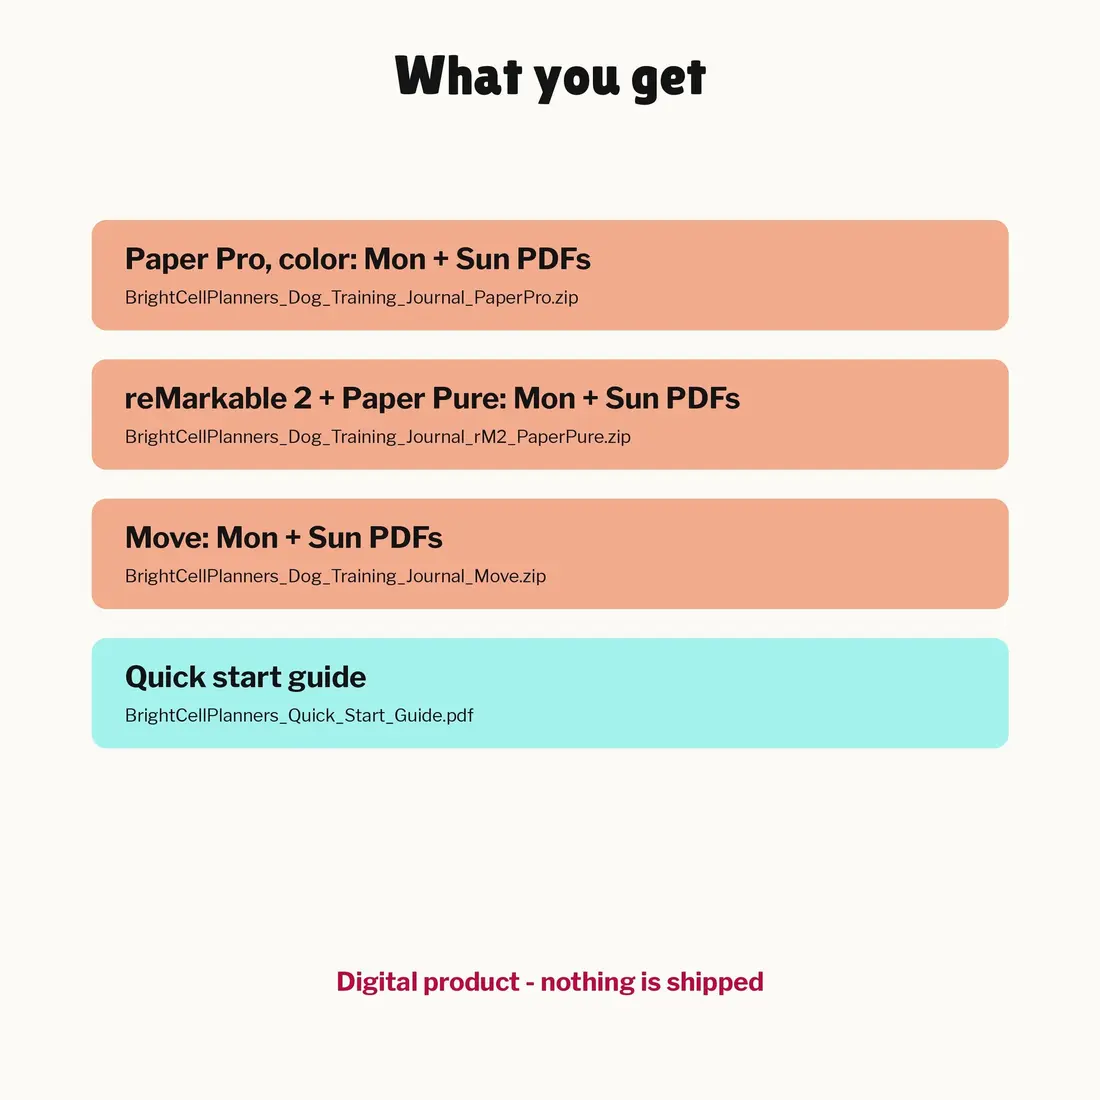 What you get
Paper Pro, color: Mon + Sun PDFs
BrightCellPlanners_Dog_Training_Journal_PaperPro.zip
reMarkable 2 + Paper Pure: Mon + Sun PDFs
BrightCellPlanners_Dog_Training_Journal_rM2_PaperPure.zip
Move: Mon + Sun PDFs
BrightCellPlanners_Dog_Training_Journal_Move.zip
Quick start guide
BrightCellPlanners_Quick_Start_Guide.pdf
Digital product - nothing is shipped